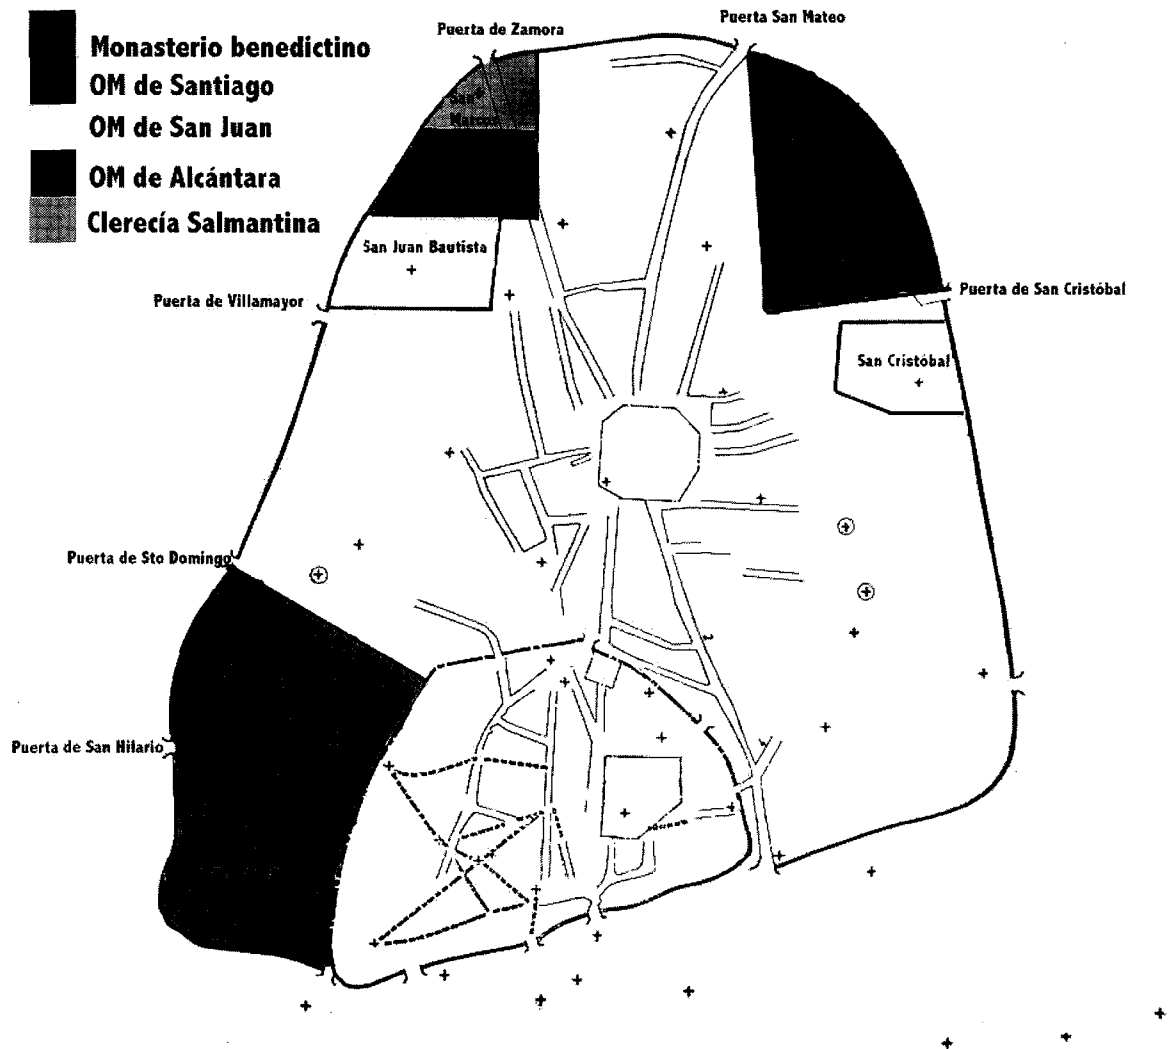 Monasterio benedictino
OM de Santiago
OM de San Juan
OM de Alcántara
Clerecía Salmantina
Puerta de Zamora
Puerta San Mateo
San
Marcos
San Juan Bautista
Puerta de Villamayor
Puerta de San Cristóbal
San Cristóbal
Puerta de Sto Domingo
Puerta de San Hilario